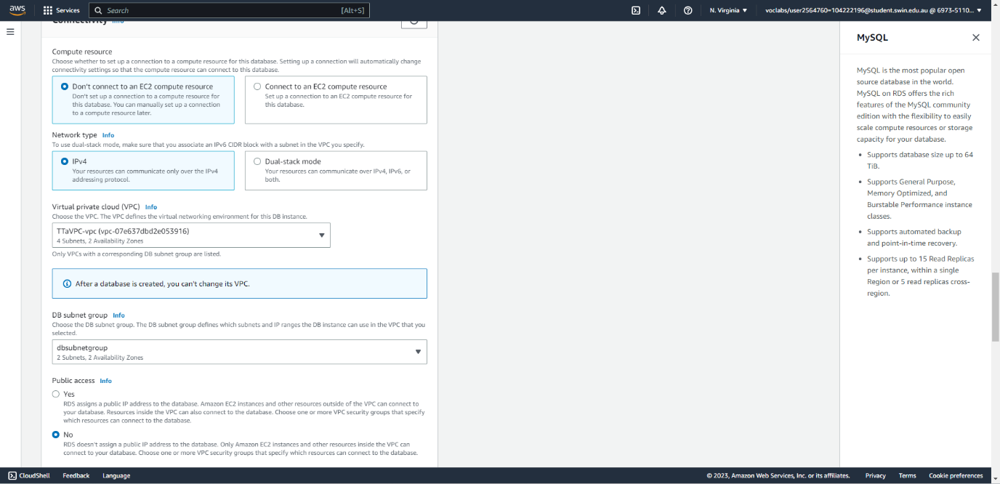 aws
Services
Search
[Alt+S]
N. Virginia
voclabs/user2564760=104222196@student.swin.edu.au @ 6973-5110...
Connectivity Info
Compute resource
Choose whether to set up a connection to a compute resource for this database. Setting up a connection will automatically change
connectivity settings so that the compute resource can connect to this database.
Don't connect to an EC2 compute resource
Don't set up a connection to a compute resource for
this database. You can manually set up a connection
to a compute resource later.
Connect to an EC2 compute resource
Set up a connection to an EC2 compute resource for
this database.
Network type Info
To use dual-stack mode, make sure that you associate an IPv6 CIDR block with a subnet in the VPC you specify.
IPv4
Your resources can communicate only over the IPv4
addressing protocol.
Dual-stack mode
Your resources can communicate over IPv4, IPv6, or
both.
Virtual private cloud (VPC) Info
Choose the VPC. The VPC defines the virtual networking environment for this DB instance.
TTaVPC-vpc (vpc-07e637dbd2e053916)
4 Subnets, 2 Availability Zones
Only VPCs with a corresponding DB subnet group are listed.
After a database is created, you can't change its VPC.
DB subnet group Info
Choose the DB subnet group. The DB subnet group defines which subnets and IP ranges the DB instance can use in the VPC that you
selected.
dbsubnetgroup
2 Subnets, 2 Availability Zones
Public access Info
Yes
RDS assigns a public IP address to the database. Amazon EC2 instances and other resources outside of the VPC can connect to
your database. Resources inside the VPC can also connect to the database. Choose one or more VPC security groups that specify
which resources can connect to the database.
No
RDS doesn't assign a public IP address to the database. Only Amazon EC2 instances and other resources inside the VPC can
connect to your database. Choose one or more VPC security groups that specify which resources can connect to the database.
MySQL
MySQL is the most popular open
source database in the world.
MySQL on RDS offers the rich
features of the MySQL community
edition with the flexibility to easily
scale compute resources or storage
capacity for your database.
• Supports database size up to 64
TiB.
• Supports General Purpose,
Memory Optimized, and
Burstable Performance instance
classes.
• Supports automated backup
and point-in-time recovery.
• Supports up to 15 Read Replicas
per instance, within a single
Region or 5 read replicas cross-
region.
CloudShell
Feedback
Language
© 2023, Amazon Web Services, Inc. or its affiliates.
Privacy
Terms
Cookie preferences